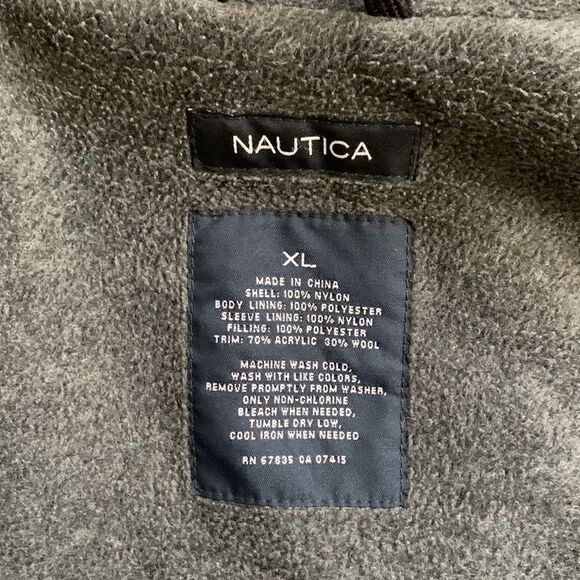 NAUTICA
XL
MADE IN CHINA
SHELL: 100% NYLON
BODY LINING: 100% POLYESTER
SLEEVE LINING: 100% NYLON
FILLING: 100% POLYESTER
TRIM: 70% ACRYLIC 30% WOOL
MACHINE WASH COLD,
WASH WITH LIKE COLORS,
REMOVE PROMPTLY FROM WASHER,
ONLY NON-CHLORINE
BLEACH WHEN NEEDED,
TUMBLE DRY LOW,
COOL IRON WHEN NEEDED
RN 67835 CA 07415